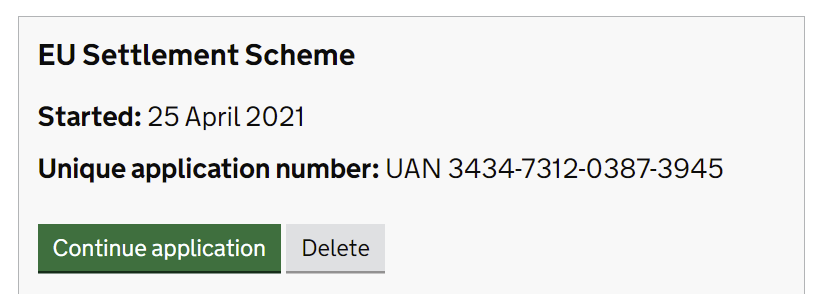 EU Settlement Scheme
Started: 25 April 2021
Unique application number: UAN 3434-7312-0387-3945
Continue application Delete